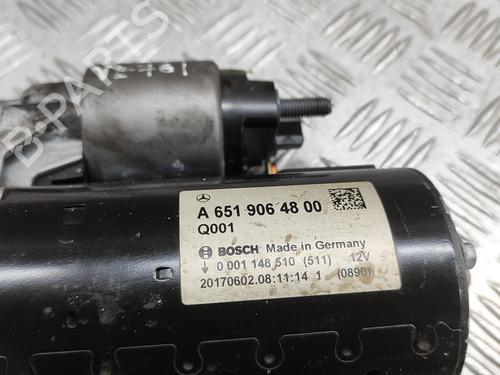 B-PARTS
A 651 906 48 00
Q001
BOSCH Made in Germany
0 001 148 510 (511) 12V
20170602.08:11:14 1 (0890)